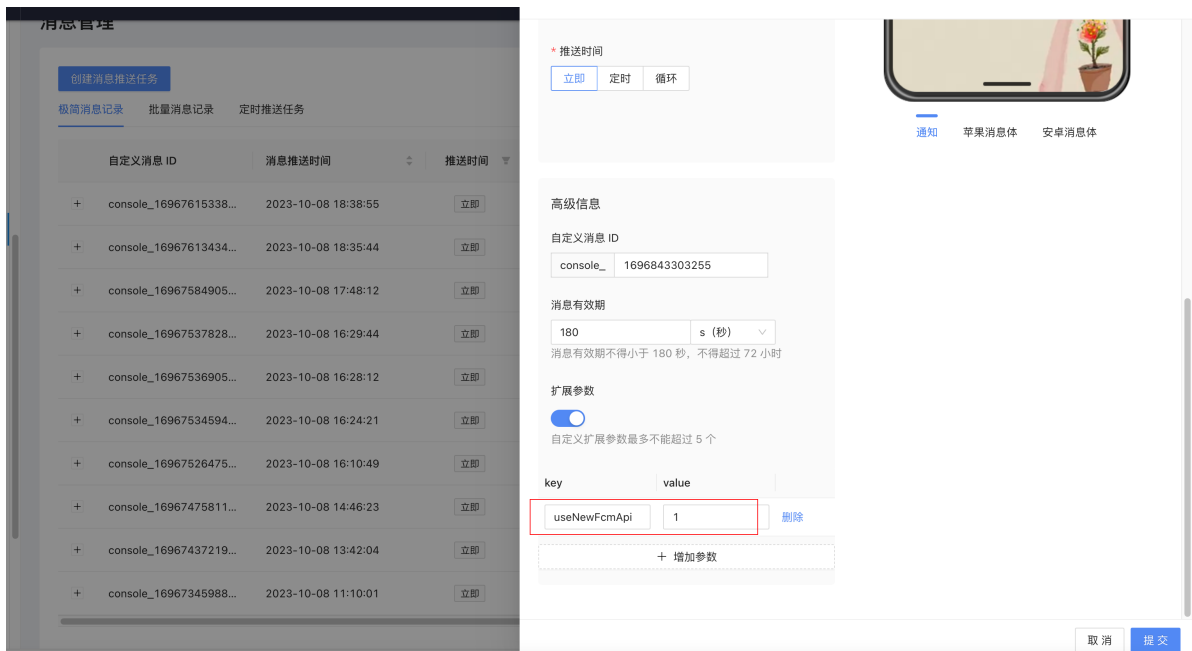 消息管理
创建消息推送任务
极简消息记录 批量消息记录 定时推送任务
自定义消息 ID 消息推送时间 推送时间
+ console_16967615338... 2023-10-08 18:38:55 立即
+ console_16967613434... 2023-10-08 18:35:44 立即
+ console_16967584905... 2023-10-08 17:48:12 立即
+ console_16967537828... 2023-10-08 16:29:44 立即
+ console_16967536905... 2023-10-08 16:28:12 立即
+ console_16967534594... 2023-10-08 16:24:21 立即
+ console_16967526475... 2023-10-08 16:10:49 立即
+ console_16967475811... 2023-10-08 14:46:23 立即
+ console_16967437219... 2023-10-08 13:42:04 立即
+ console_16967345988... 2023-10-08 11:10:01 立即
* 推送时间
立即 定时 循环
高级信息
自定义消息 ID
console_ 1696843303255
消息有效期
180 s（秒）
消息有效期不得小于 180 秒，不得超过 72 小时
扩展参数
自定义扩展参数最多不能超过 5 个
key value
useNewFcmApi 1 删除
+ 增加参数
通知 苹果消息体 安卓消息体
取 消 提 交